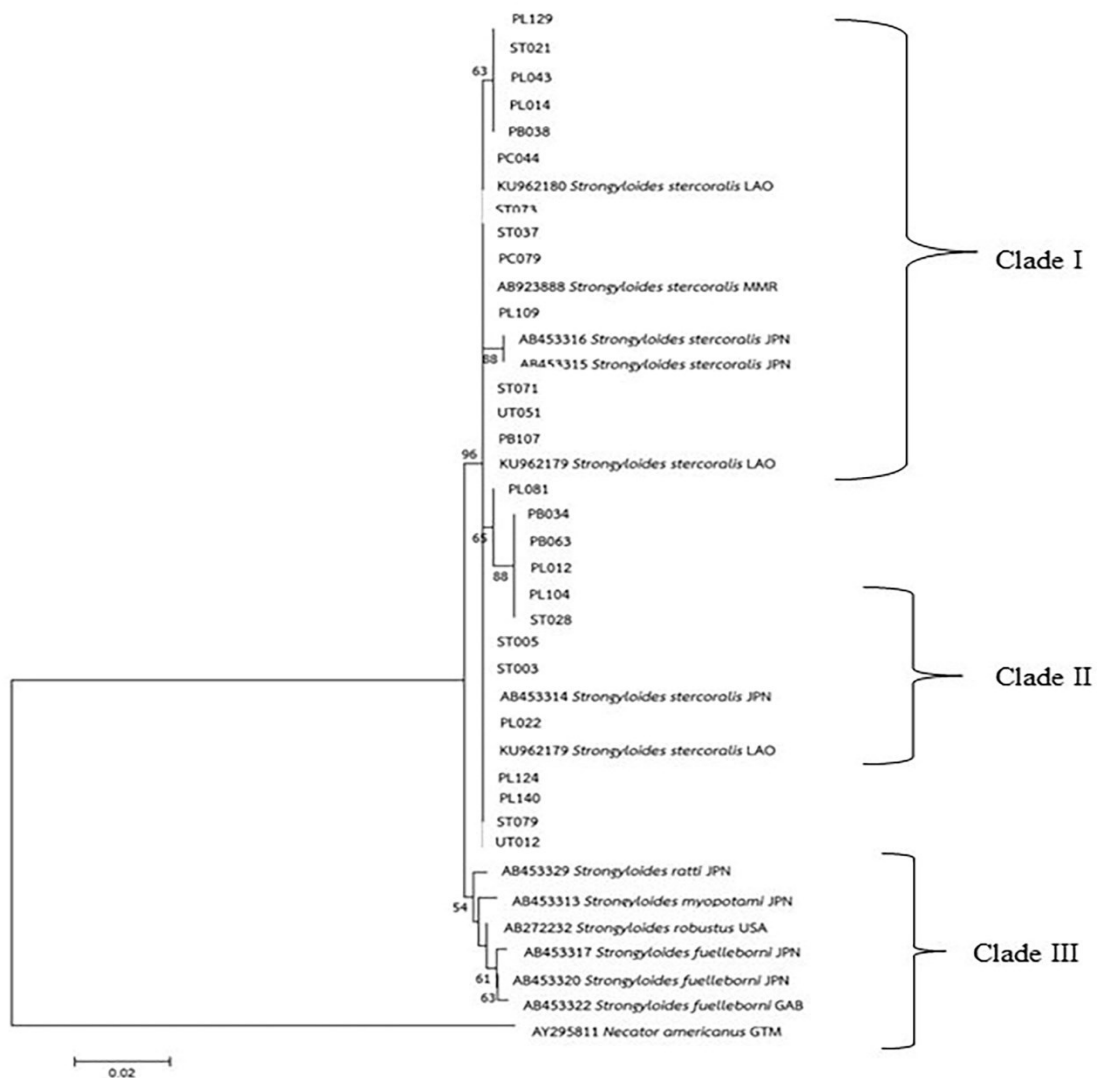 PL129
ST021
63
PL043
PL014
PB038
PC044
KU962180 Strongyloides stercoralis LAO
ST073
ST037
PC079
Clade I
AB923888 Strongyloides stercoralis MMR
PL109
AB453316 Strongyloides stercoralis JPN
88
AB453315 Strongyloides stercoralis JPN
ST071
UT051
PB107
96
KU962179 Strongyloides stercoralis LAO
PL081
PB034
65
PB063
PL012
88
PL104
ST028
ST005
ST003
Clade II
AB453314 Strongyloides stercoralis JPN
PL022
KU962179 Strongyloides stercoralis LAO
PL124
PL140
ST079
UT012
AB453329 Strongyloides ratti JPN
54
AB453313 Strongyloides myopotami JPN
AB272232 Strongyloides robustus USA
AB453317 Strongyloides fuelleborni JPN
Clade III
61
AB453320 Strongyloides fuelleborni JPN
63
AB453322 Strongyloides fuelleborni GAB
AY295811 Necator americanus GTM
0.02